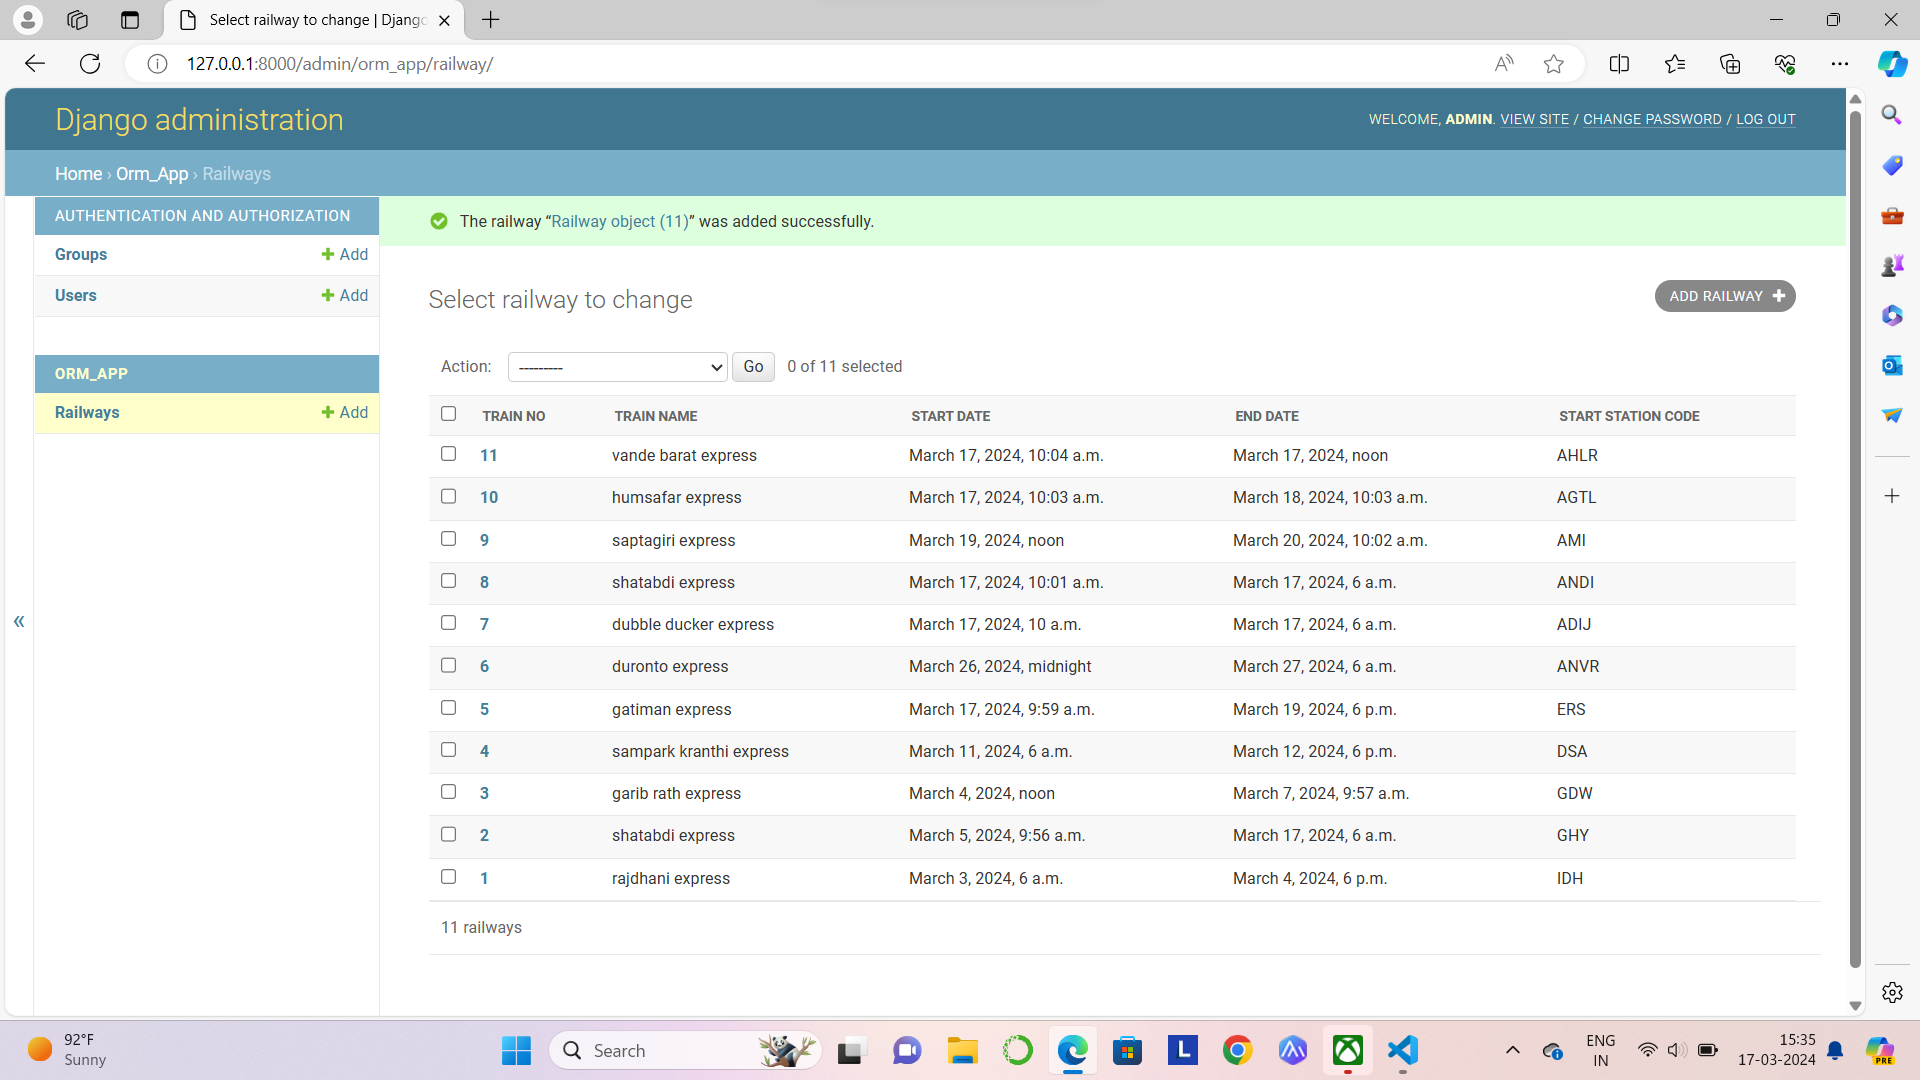 Select railway to change | Djang
127.0.0.1:8000/admin/orm_app/railway/
Django administration
WELCOME, ADMIN. VIEW SITE / CHANGE PASSWORD / LOG OUT
Home › Orm_App › Railways
AUTHENTICATION AND AUTHORIZATION
Groups + Add
Users + Add
ORM_APP
Railways + Add
«
The railway “Railway object (11)” was added successfully.
Select railway to change
ADD RAILWAY +
Action: --------- Go 0 of 11 selected
TRAIN NO TRAIN NAME START DATE END DATE START STATION CODE
11 vande barat express March 17, 2024, 10:04 a.m. March 17, 2024, noon AHLR
10 humsafar express March 17, 2024, 10:03 a.m. March 18, 2024, 10:03 a.m. AGTL
9 saptagiri express March 19, 2024, noon March 20, 2024, 10:02 a.m. AMI
8 shatabdi express March 17, 2024, 10:01 a.m. March 17, 2024, 6 a.m. ANDI
7 dubble ducker express March 17, 2024, 10 a.m. March 17, 2024, 6 a.m. ADIJ
6 duronto express March 26, 2024, midnight March 27, 2024, 6 a.m. ANVR
5 gatiman express March 17, 2024, 9:59 a.m. March 19, 2024, 6 p.m. ERS
4 sampark kranthi express March 11, 2024, 6 a.m. March 12, 2024, 6 p.m. DSA
3 garib rath express March 4, 2024, noon March 7, 2024, 9:57 a.m. GDW
2 shatabdi express March 5, 2024, 9:56 a.m. March 17, 2024, 6 a.m. GHY
1 rajdhani express March 3, 2024, 6 a.m. March 4, 2024, 6 p.m. IDH
11 railways
92°F
Sunny
Search
L
ENG
IN
15:35
17-03-2024
PRE